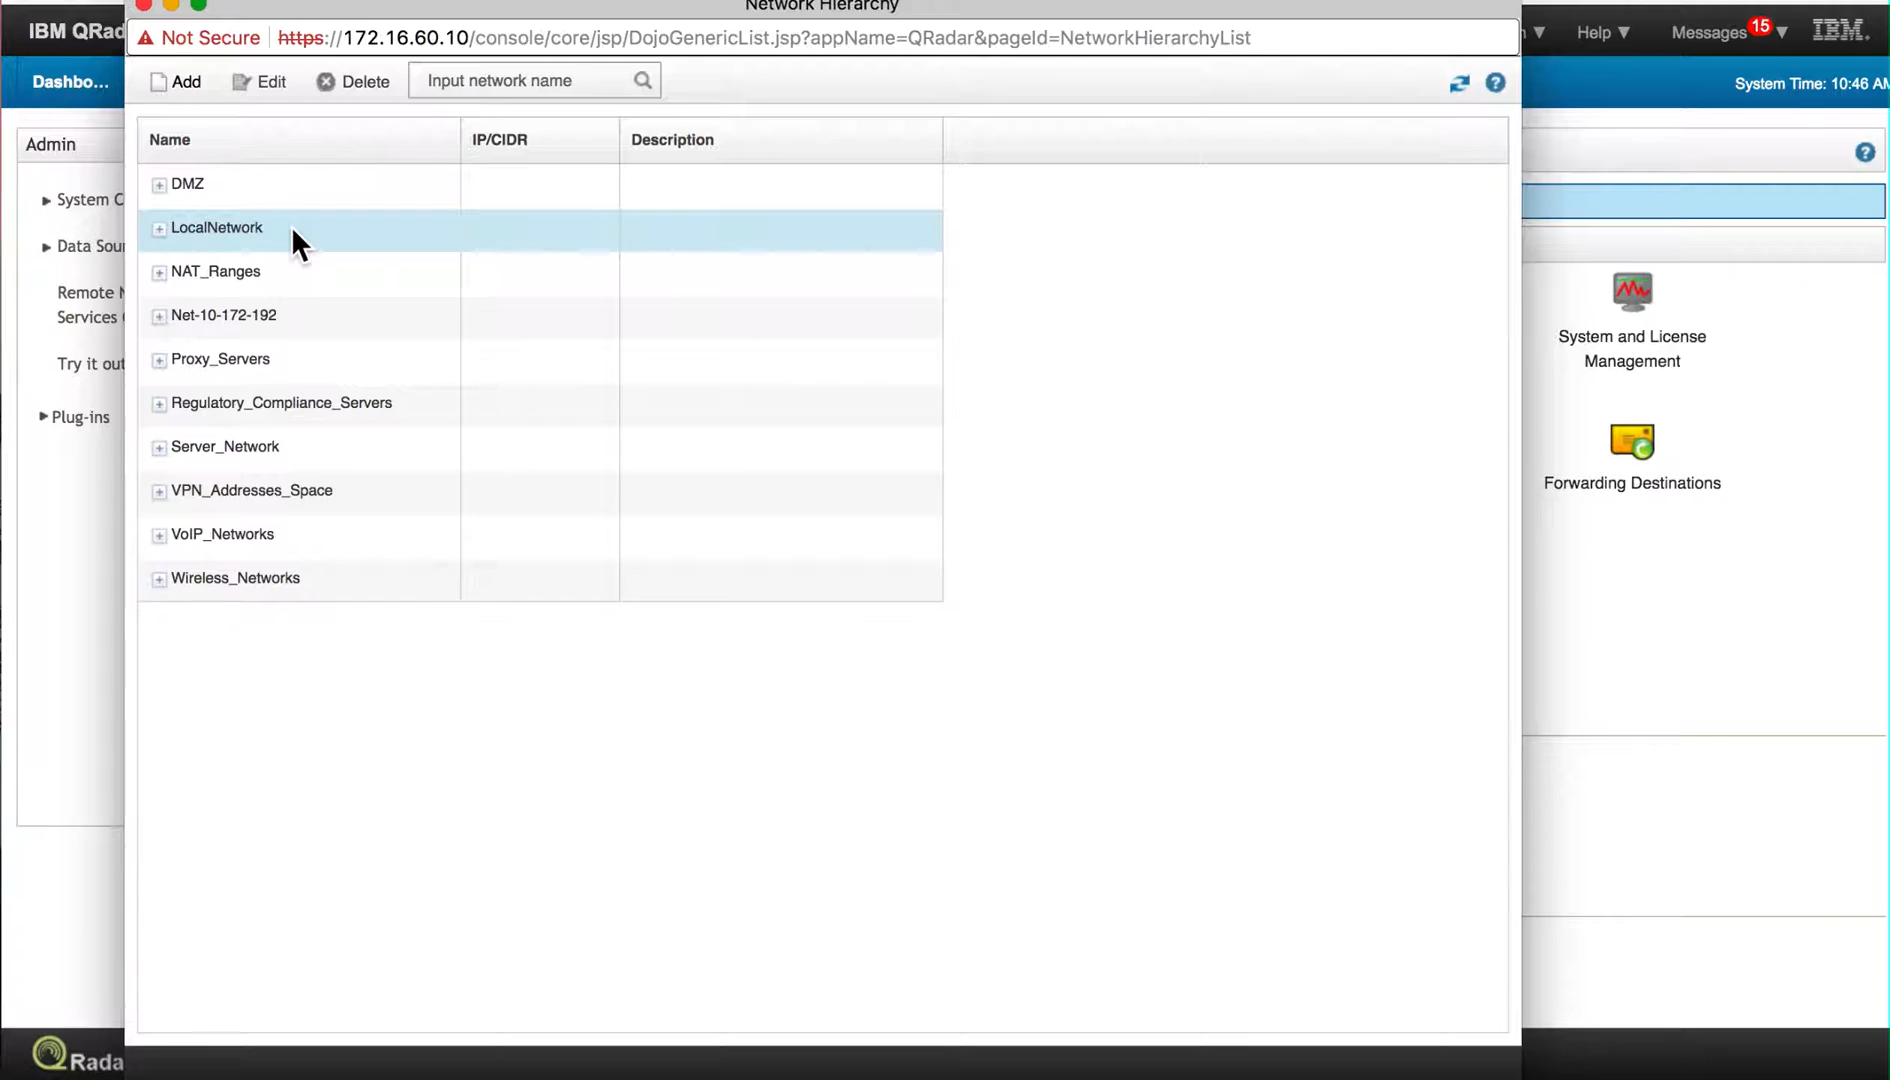 Network Hierarchy
Not Secure https://172.16.60.10/console/core/jsp/DojoGenericList.jsp?appName=QRadar&pageId=NetworkHierarchyList
IBM QRad
Help
Messages 15
IBM.
Dashbo...
System Time: 10:46 AM
Add
Edit
Delete
Input network name
Admin
System C
Data Sour
Remote N
Services
Try it out
Plug-ins
Name IP/CIDR Description
DMZ
LocalNetwork
NAT_Ranges
Net-10-172-192
Proxy_Servers
Regulatory_Compliance_Servers
Server_Network
VPN_Addresses_Space
VoIP_Networks
Wireless_Networks
System and License
Management
Forwarding Destinations
QRada